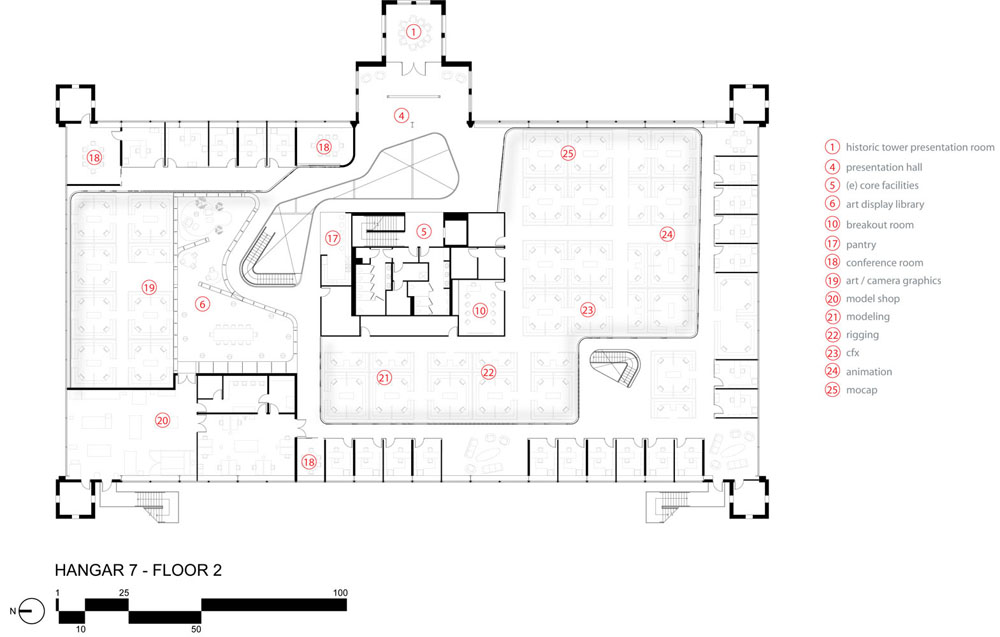 1
4
18
18
25
5
17
24
19
6
10
23
21
22
20
18
1 historic tower presentation room
4 presentation hall
5 (e) core facilities
6 art display library
10 breakout room
17 pantry
18 conference room
19 art / camera graphics
20 model shop
21 modeling
22 rigging
23 cfx
24 animation
25 mocap
HANGAR 7 - FLOOR 2
1 25 100
N
10 50